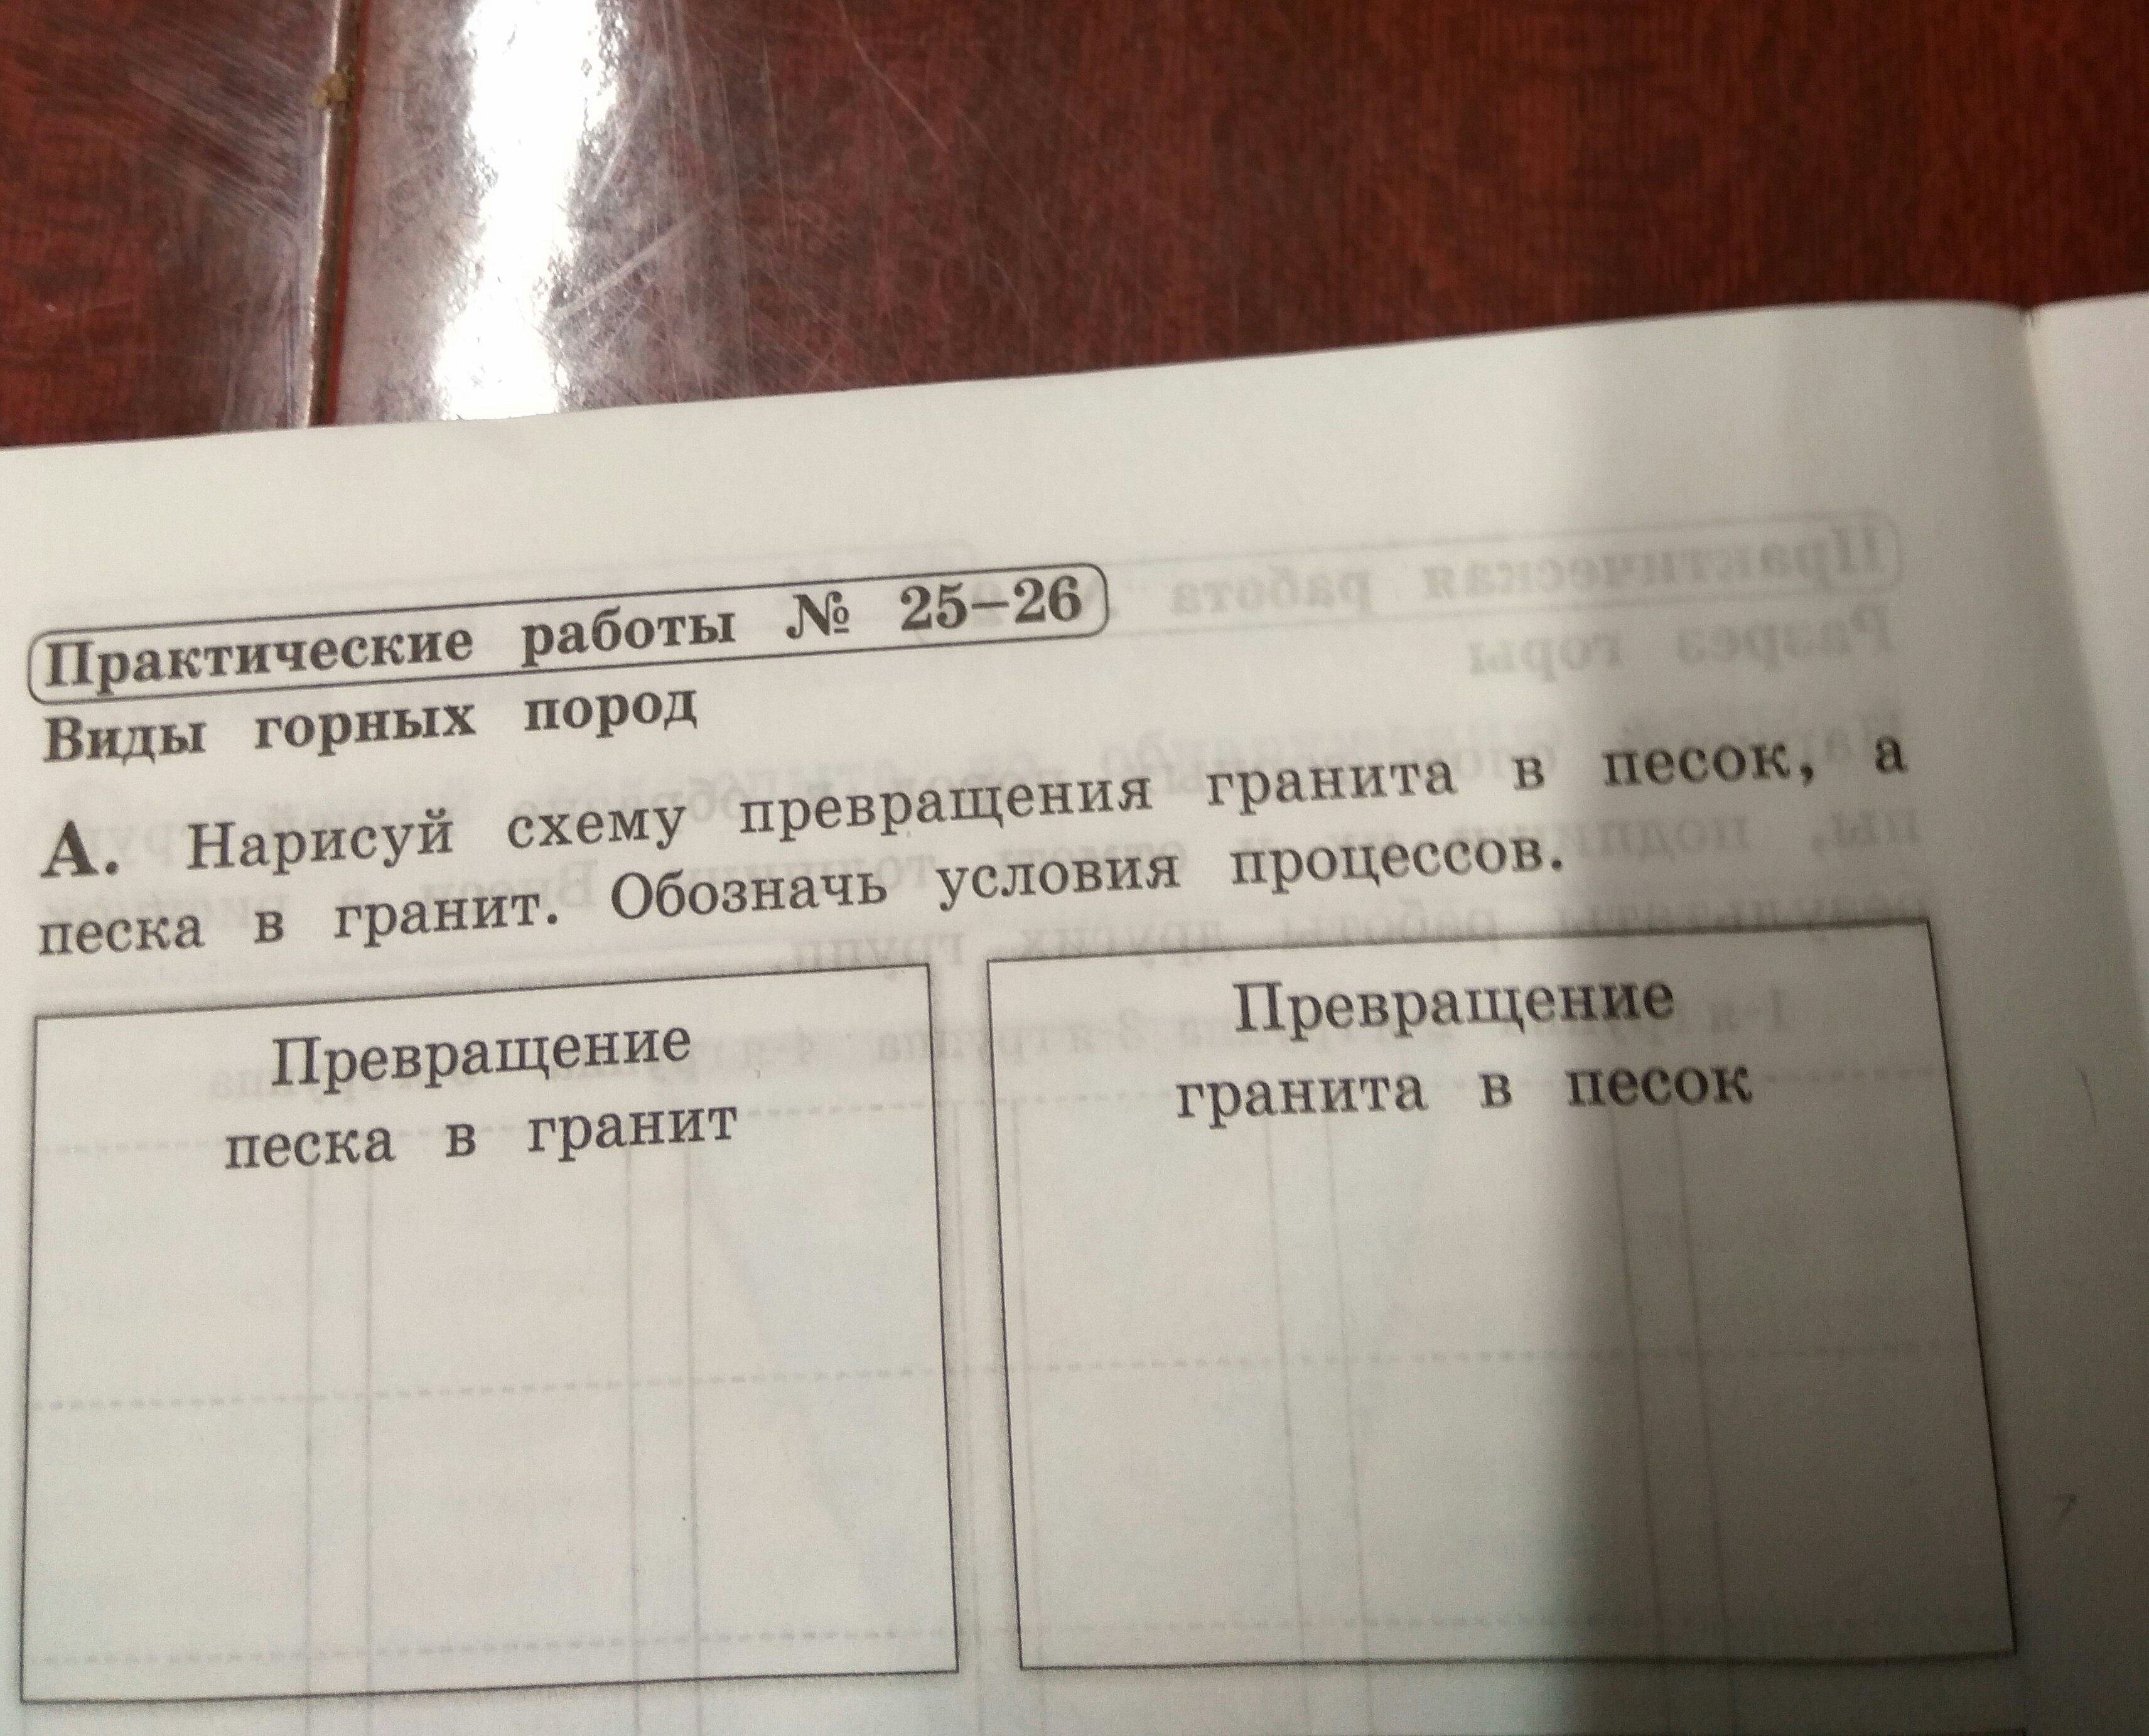 Практические работы № 25—26
Виды горных пород
А. Нарисуй схему превращения гранита в песок, а
песка в гранит. Обозначь условия процессов.
Превращение
песка в гранит
Превращение
гранита в песок